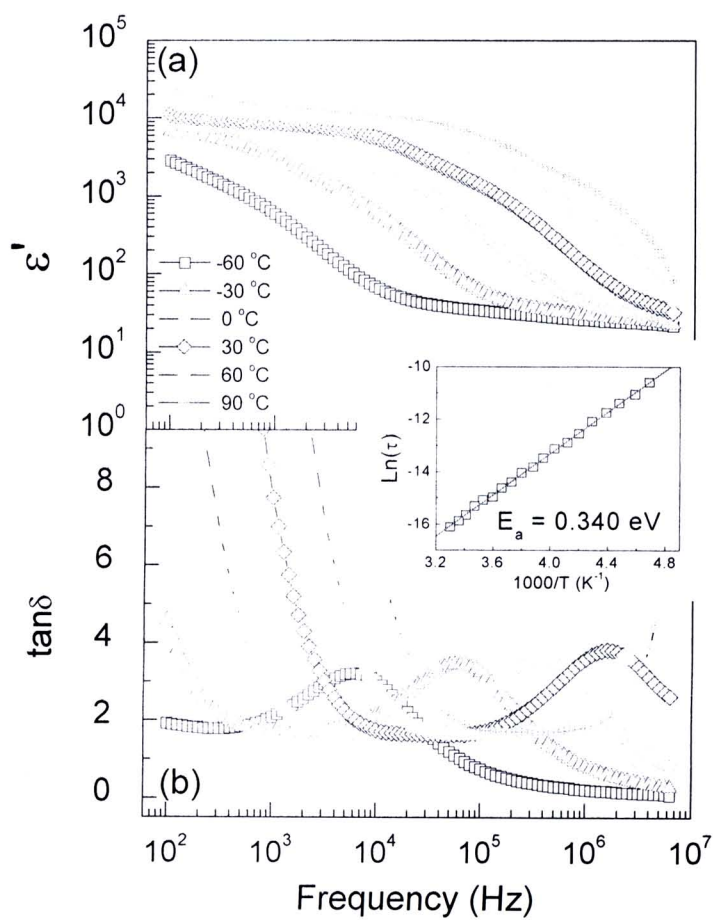 10^5
(a)
10^4
10^3
ε'
10^2
10^1
10^0
-60 °C
-30 °C
0 °C
30 °C
60 °C
90 °C
-10
-12
-14
-16
Ln(τ)
E_a = 0.340 eV
3.2 3.6 4.0 4.4 4.8
1000/T (K^-1)
8
6
tanδ
4
2
0
(b)
10^2 10^3 10^4 10^5 10^6 10^7
Frequency (Hz)